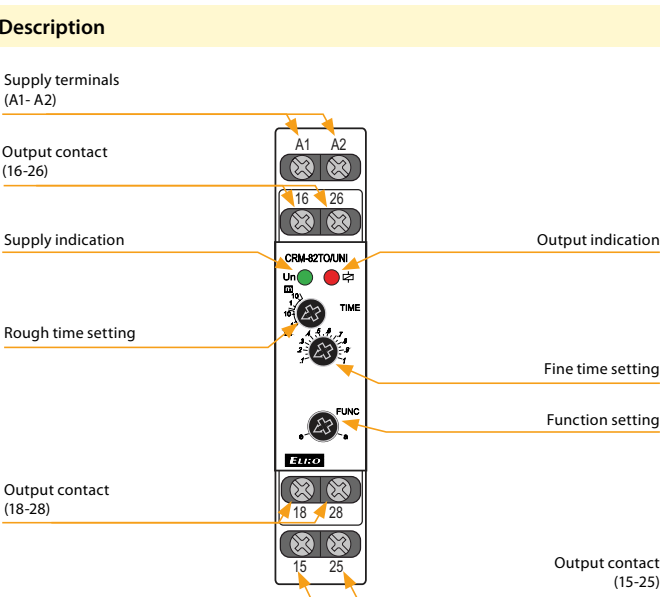 Description
Supply terminals
(A1- A2)
A1 A2
Output contact
(16-26)
16 26
Supply indication
Output indication
CRM-82TO/UNI
Un
TIME
Rough time setting
Fine time setting
FUNC
Function setting
ELKO
Output contact
(18-28)
18 28
15 25
Output contact
(15-25)